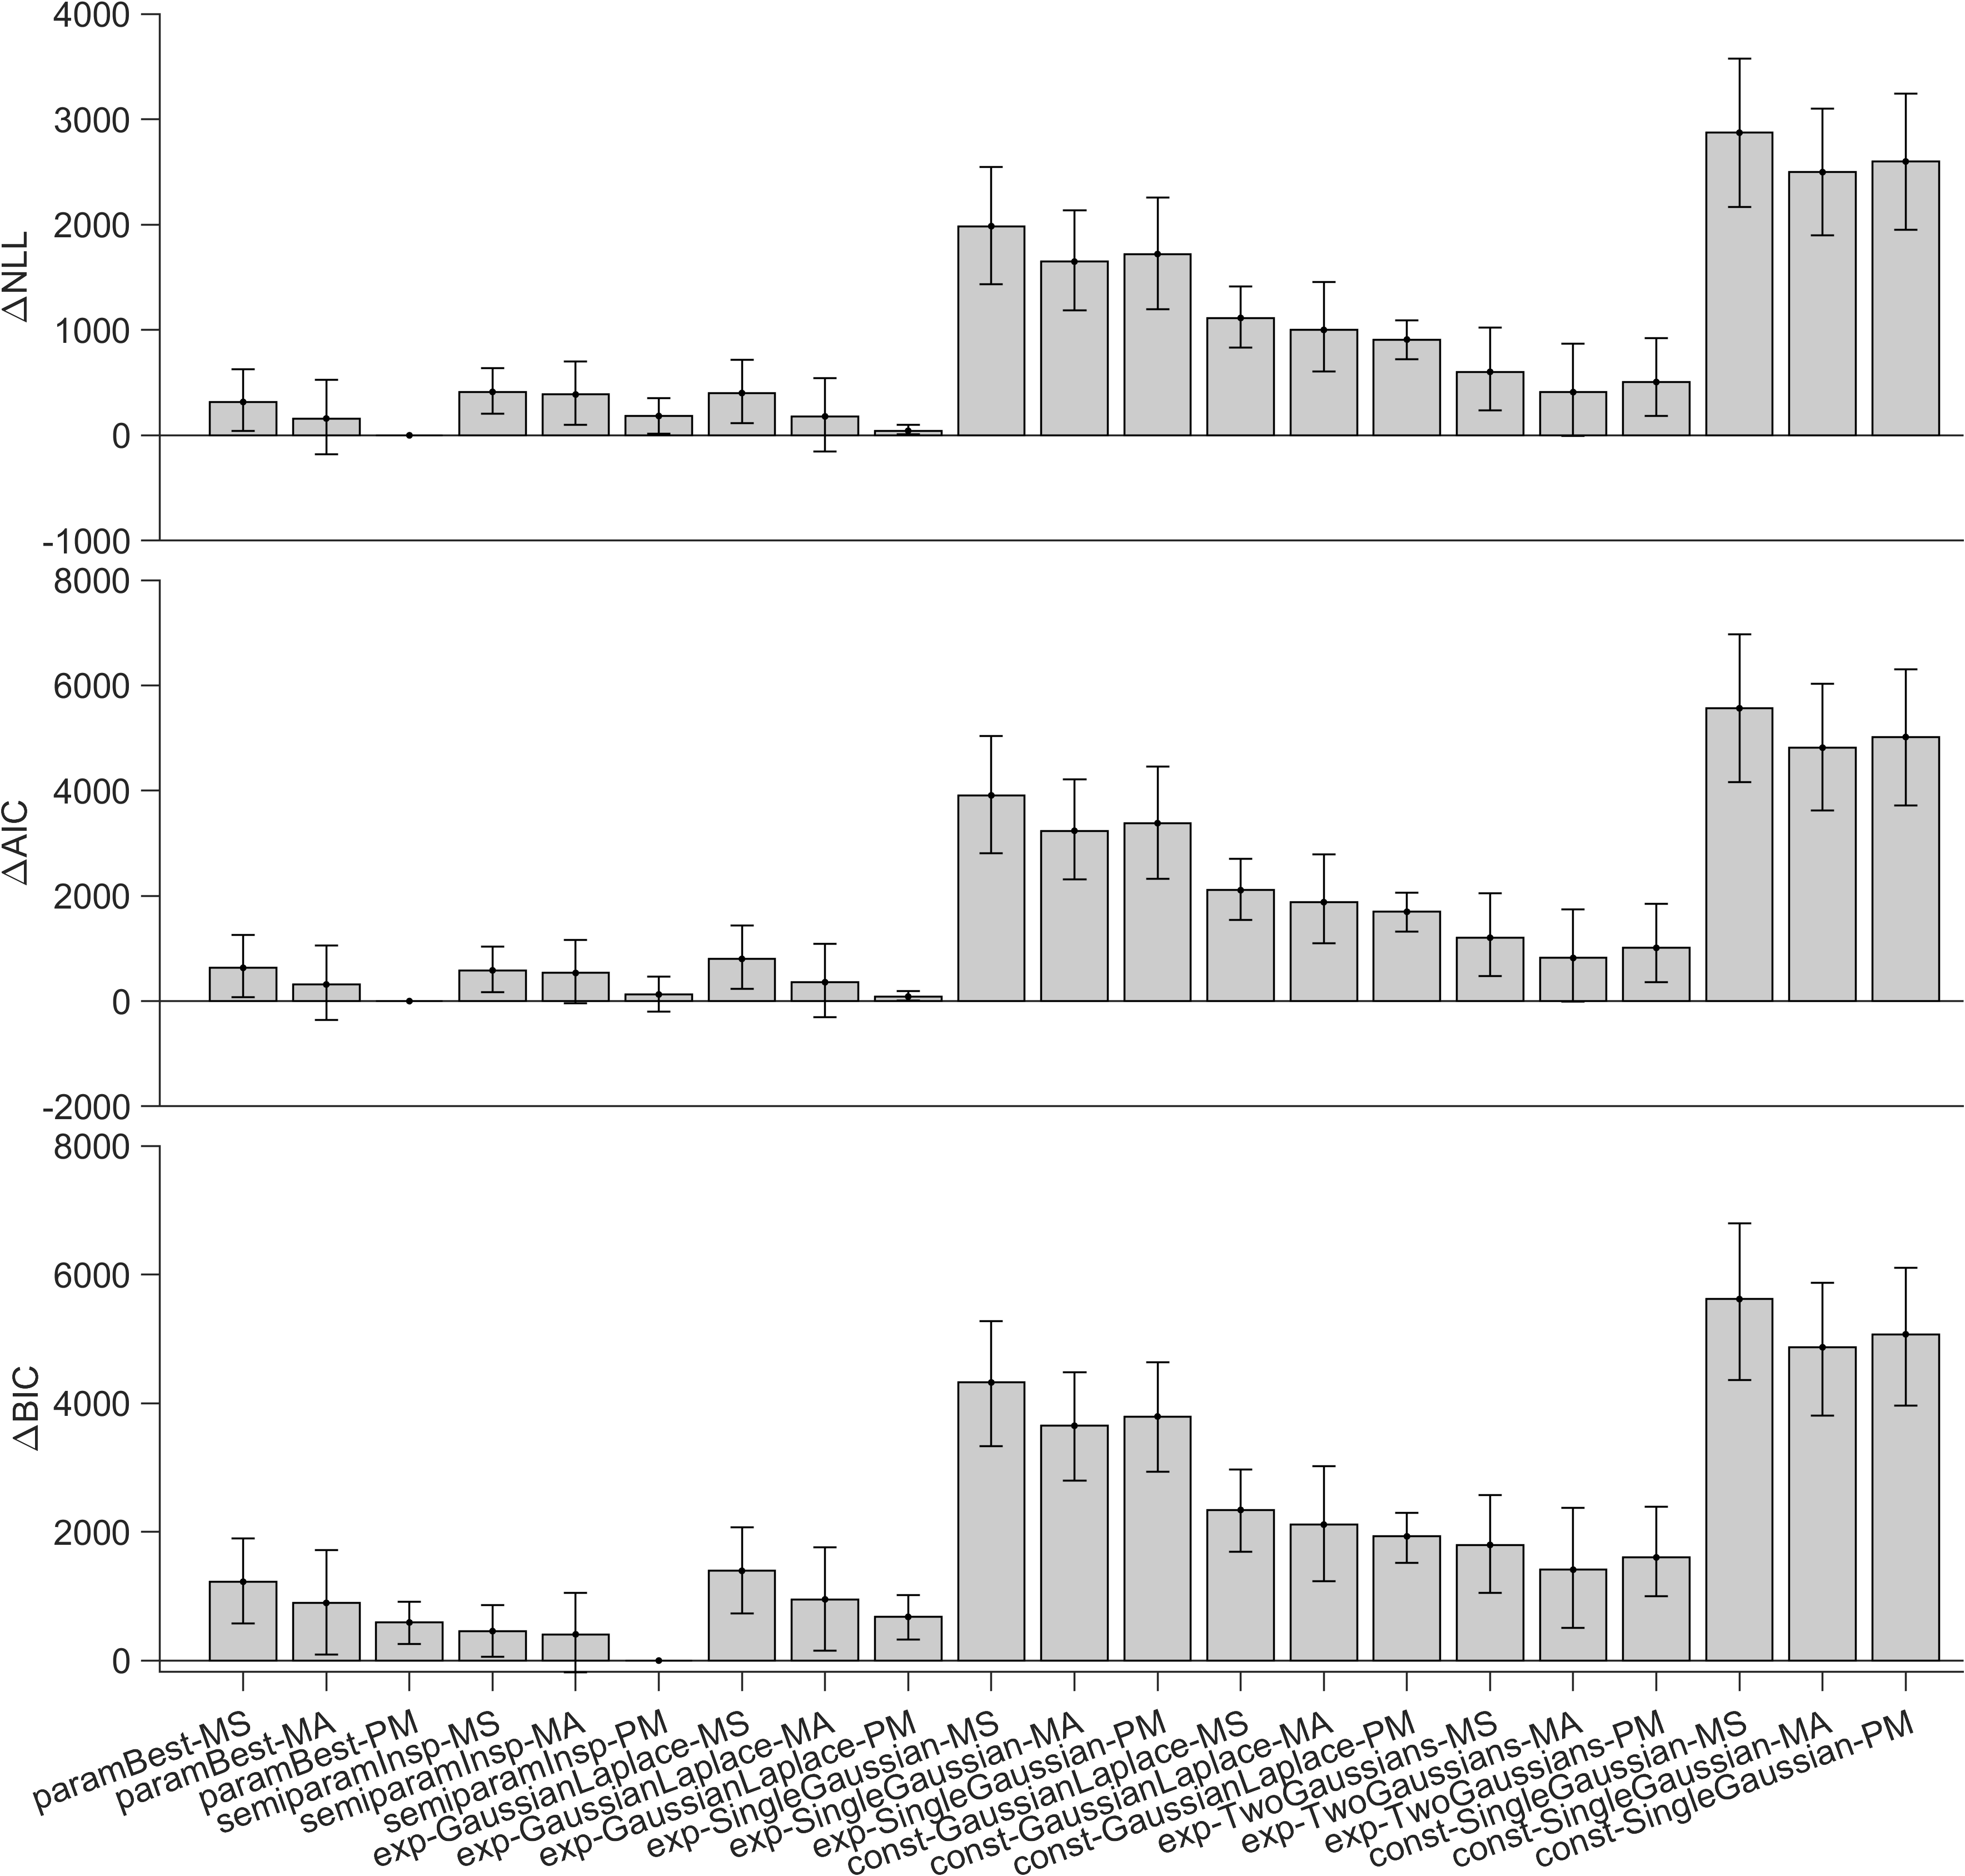 4000
3000
2000
1000
0
-1000
ΔNLL
8000
6000
4000
2000
0
-2000
ΔAIC
8000
6000
4000
2000
0
ΔBIC
paramBest-MS
paramBest-MA
paramBest-PM
semiparamInsp-MS
semiparamInsp-MA
semiparamInsp-PM
exp-GaussianLaplace-MS
exp-GaussianLaplace-MA
exp-GaussianLaplace-PM
exp-SingleGaussian-MS
exp-SingleGaussian-MA
exp-SingleGaussian-PM
const-GaussianLaplace-MS
const-GaussianLaplace-MA
const-GaussianLaplace-PM
exp-TwoGaussians-MS
exp-TwoGaussians-MA
exp-TwoGaussians-PM
const-SingleGaussian-MS
const-SingleGaussian-MA
const-SingleGaussian-PM